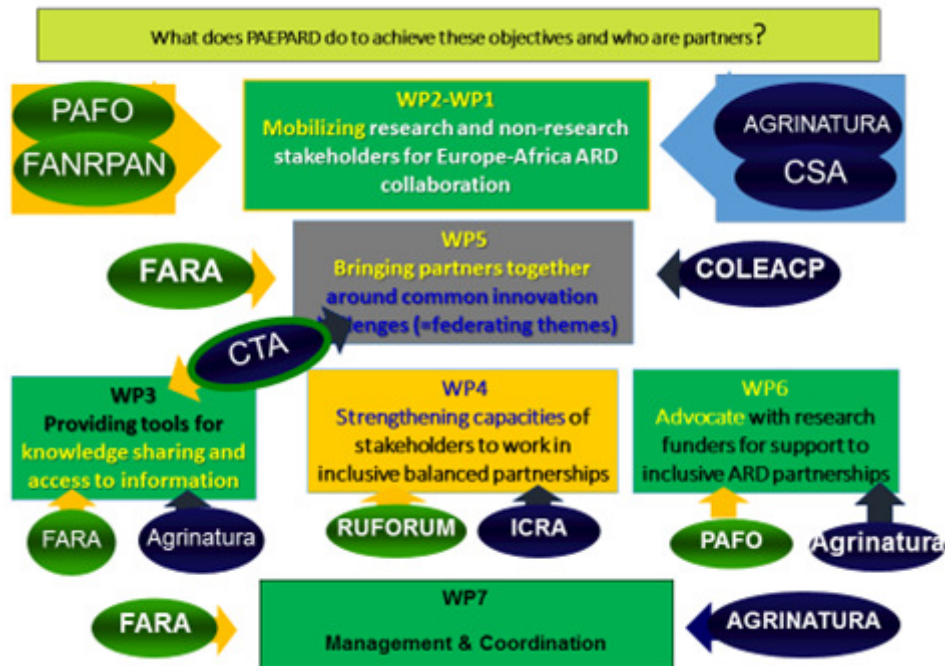 What does PAEPARD do to achieve these objectives and who are partners?
PAFO
FANRPAN
WP2-WP1
Mobilizing research and non-research
stakeholders for Europe-Africa ARD
collaboration
AGRINATURA
CSA
FARA
WP5
Bringing partners together
around common innovation
allenges (=federating themes)
COLEACP
CTA
WP3
Providing tools for
knowledge sharing and
access to information
WP4
Strengthening capacities of
stakeholders to work in
inclusive balanced partnerships
WP6
Advocate with research
funders for support to
inclusive ARD partnerships
FARA
Agrinatura
RUFORUM
ICRA
PAFO
Agrinatura
FARA
WP7
Management & Coordination
AGRINATURA